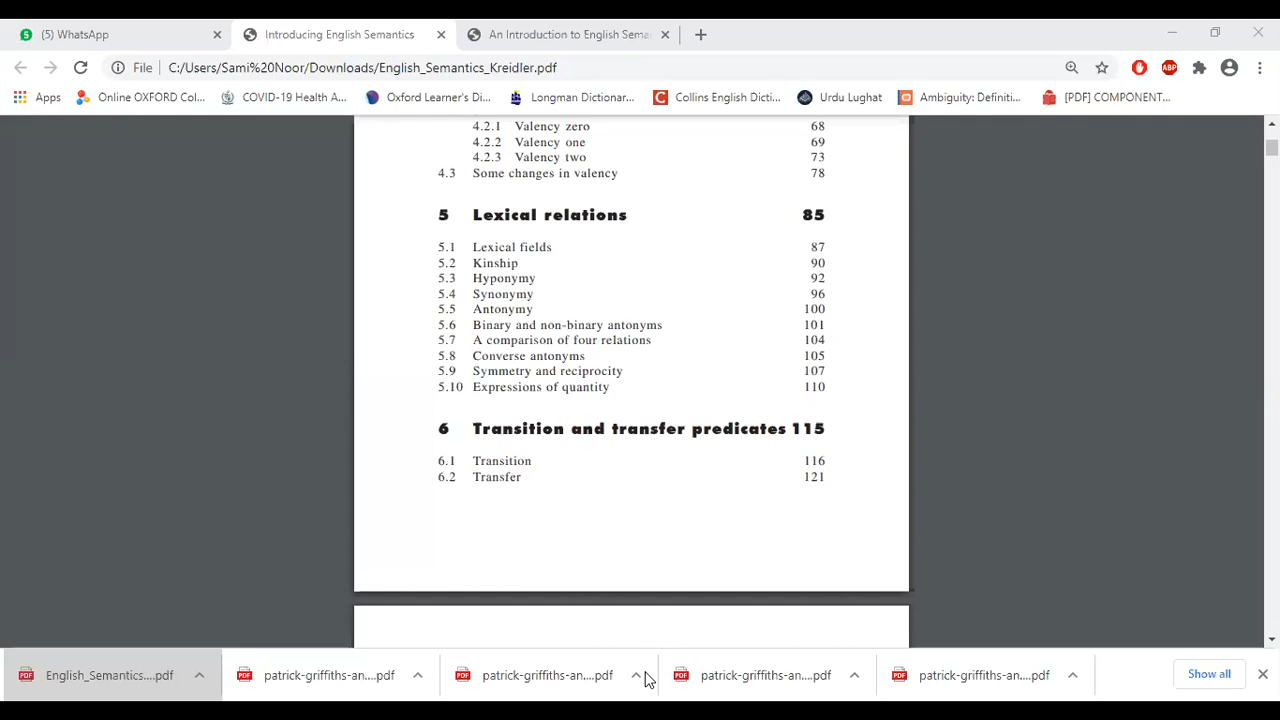 (5) WhatsApp
Introducing English Semantics
An Introduction to English Sema
File
C:/Users/Sami%20Noor/Downloads/English_Semantics_Kreidler.pdf
ABP
Apps
Online OXFORD Col...
COVID-19 Health A...
Oxford Learner's Di...
Longman Dictionar...
Collins English Dicti...
Urdu Lughat
Ambiguity: Definiti...
[PDF] COMPONENT...
4.2.1 Valency zero 68
4.2.2 Valency one 69
4.2.3 Valency two 73
4.3 Some changes in valency 78
5 Lexical relations 85
5.1 Lexical fields 87
5.2 Kinship 90
5.3 Hyponymy 92
5.4 Synonymy 96
5.5 Antonymy 100
5.6 Binary and non-binary antonyms 101
5.7 A comparison of four relations 104
5.8 Converse antonyms 105
5.9 Symmetry and reciprocity 107
5.10 Expressions of quantity 110
6 Transition and transfer predicates 115
6.1 Transition 116
6.2 Transfer 121
English_Semantics....pdf
patrick-griffiths-an....pdf
patrick-griffiths-an....pdf
patrick-griffiths-an....pdf
patrick-griffiths-an....pdf
Show all